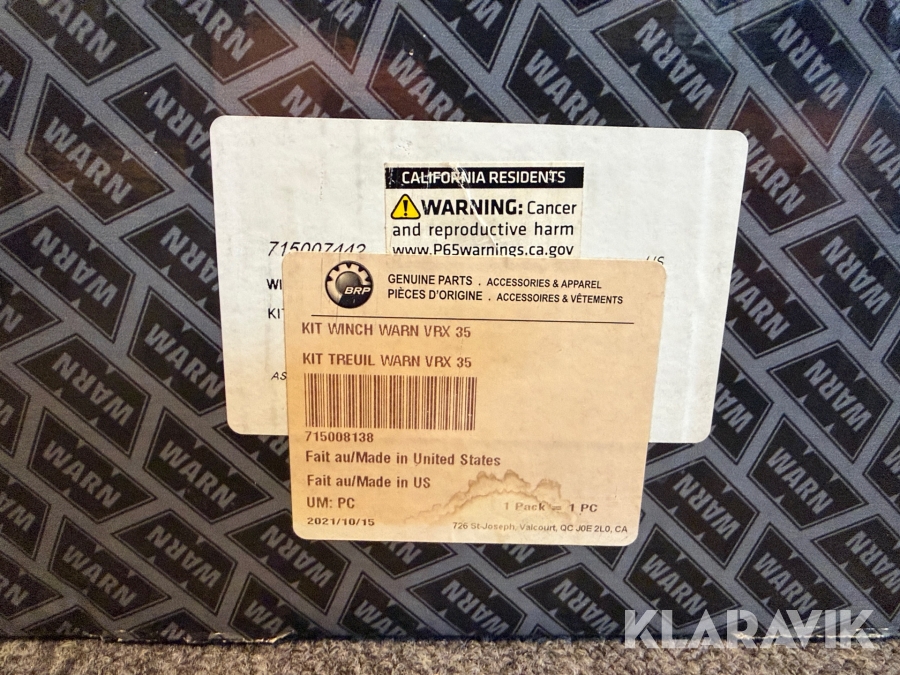 WARN
CALIFORNIA RESIDENTS
WARNING: Cancer
and reproductive harm
www.P65warnings.ca.gov
715007442
US
BRP
GENUINE PARTS . ACCESSORIES & APPAREL
PIÈCES D'ORIGINE . ACCESSOIRES & VÊTEMENTS
KIT WINCH WARN VRX 35
KIT TREUIL WARN VRX 35
715008138
Fait au/Made in United States
Fait au/Made in US
UM: PC
1 Pack = 1 PC
2021/10/15
726 St-Joseph, Valcourt, QC J0E 2L0, CA
KLARAVIK